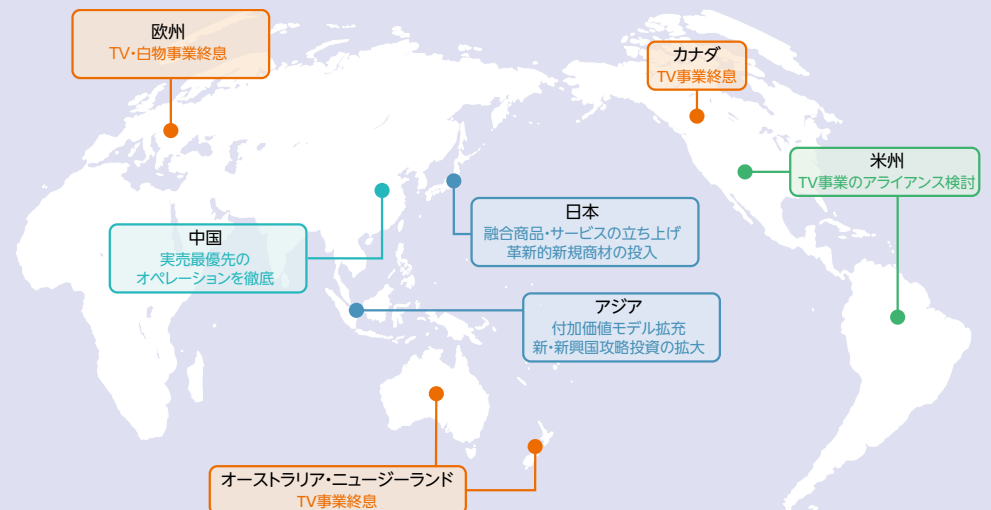 欧州
TV・白物事業終息
カナダ
TV事業終息
米州
TV事業のアライアンス検討
日本
融合商品・サービスの立ち上げ
革新的新規商材の投入
中国
実売最優先の
オペレーションを徹底
アジア
付加価値モデル拡充
新・新興国攻略投資の拡大
オーストラリア・ニュージーランド
TV事業終息